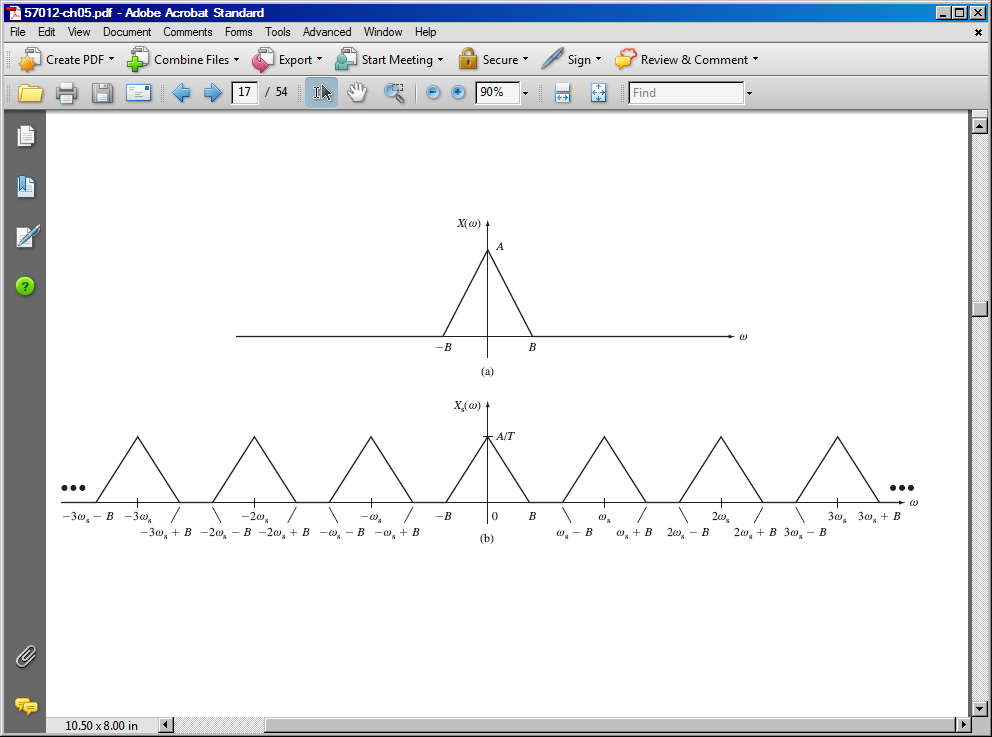 57012-ch05.pdf - Adobe Acrobat Standard
File Edit View Document Comments Forms Tools Advanced Window Help
Create PDF Combine Files Export Start Meeting Secure Sign Review & Comment
17 / 54 90% Find
X(ω)
A
ω
−B B
(a)
Xₛ(ω)
A/T
ω
−3ωₛ − B −3ωₛ −2ωₛ −ωₛ −B 0 B ωₛ 2ωₛ 3ωₛ 3ωₛ + B
−3ωₛ + B −2ωₛ − B −2ωₛ + B −ωₛ − B −ωₛ + B ωₛ − B ωₛ + B 2ωₛ − B 2ωₛ + B 3ωₛ − B
(b)
10.50 x 8.00 in